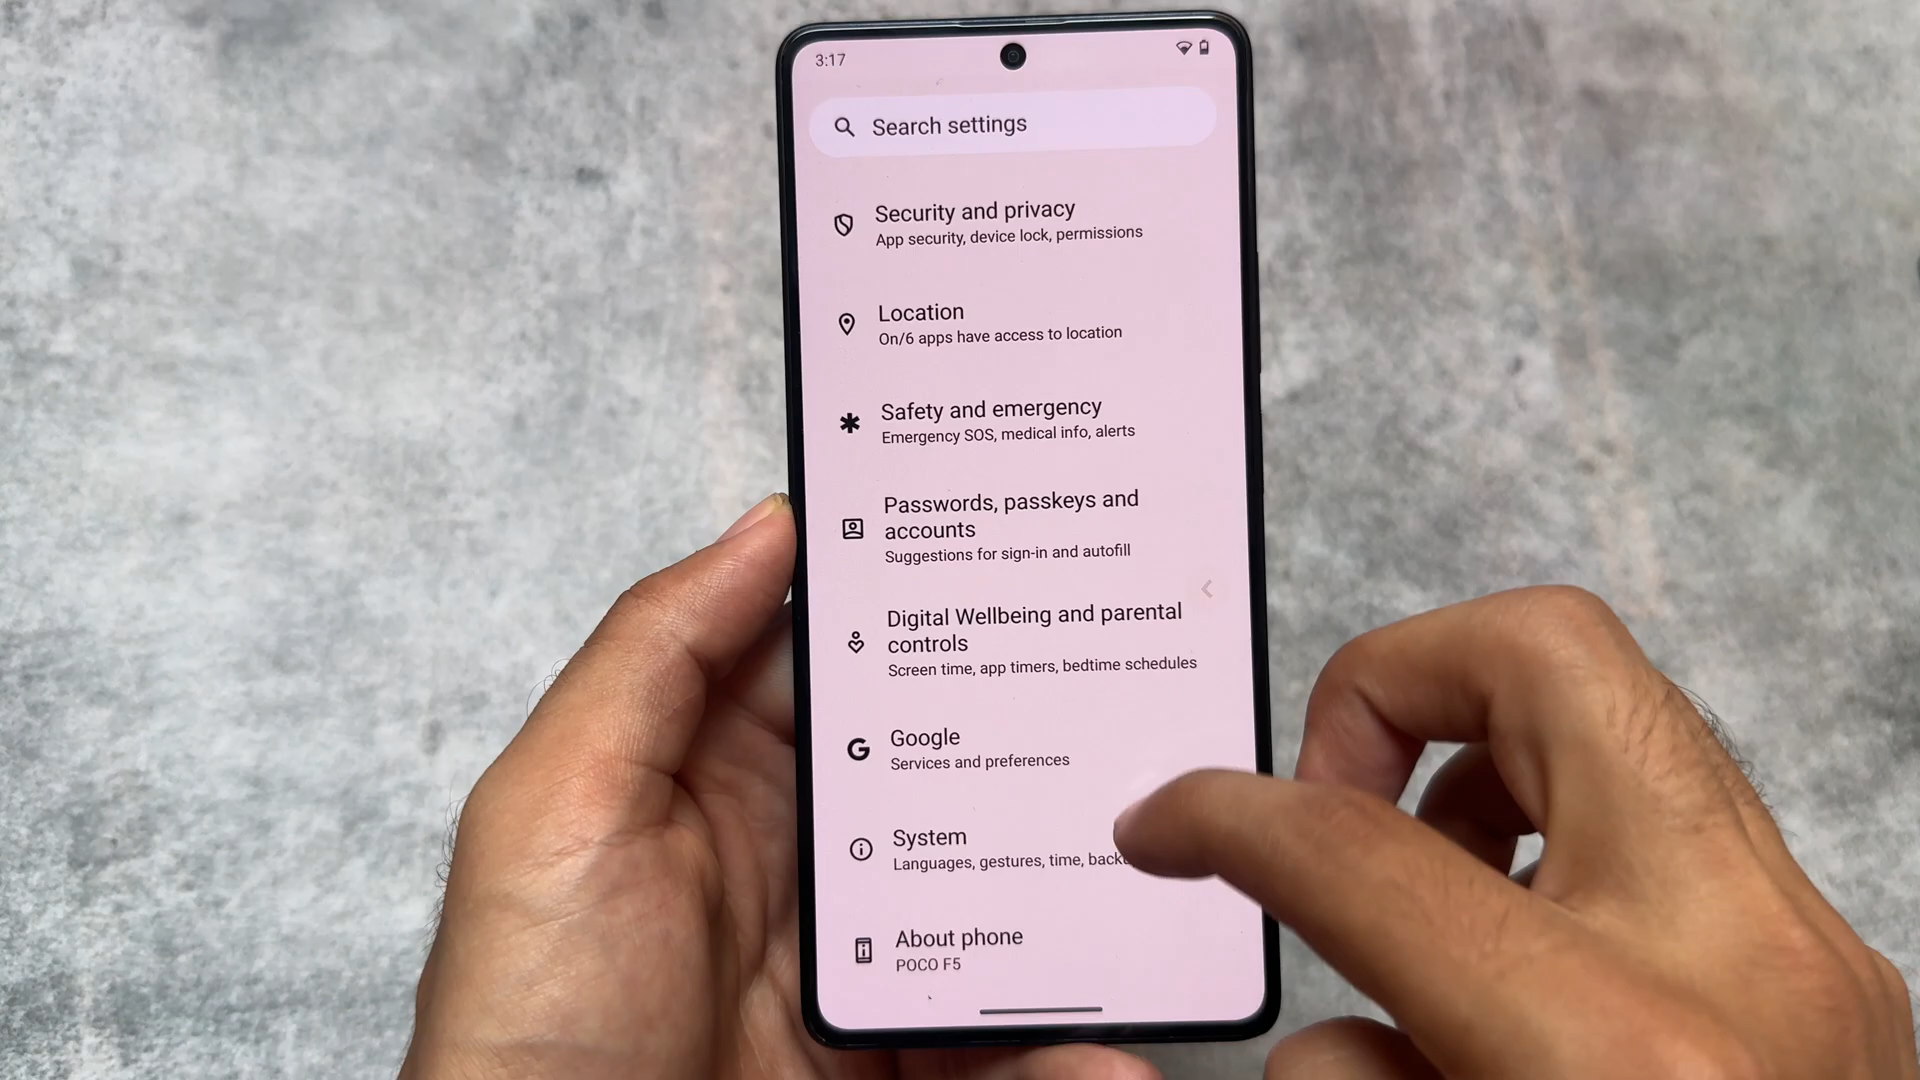 3:17
Search settings
Security and privacy
App security, device lock, permissions
Location
On/6 apps have access to location
Safety and emergency
Emergency SOS, medical info, alerts
Passwords, passkeys and
accounts
Suggestions for sign-in and autofill
Digital Wellbeing and parental
controls
Screen time, app timers, bedtime schedules
Google
Services and preferences
System
Languages, gestures, time,
About phone
POCO F5